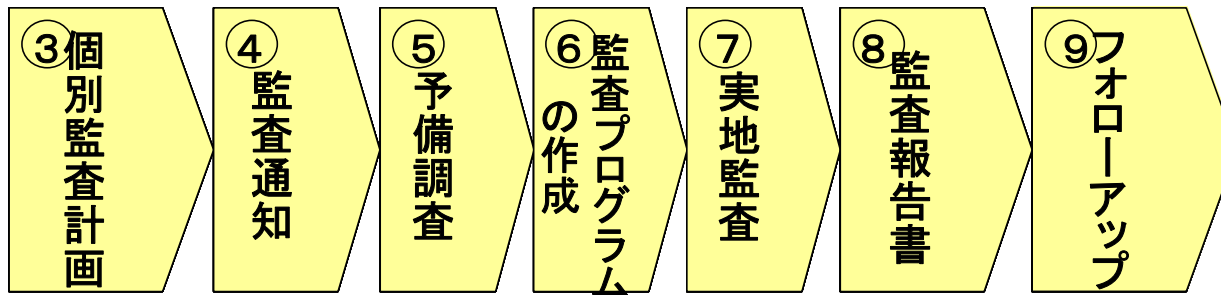 ③個別監査計画
④監査通知
⑤予備調査
⑥監査プログラム
の作成
⑦実地監査
⑧監査報告書
⑨フォローアップ